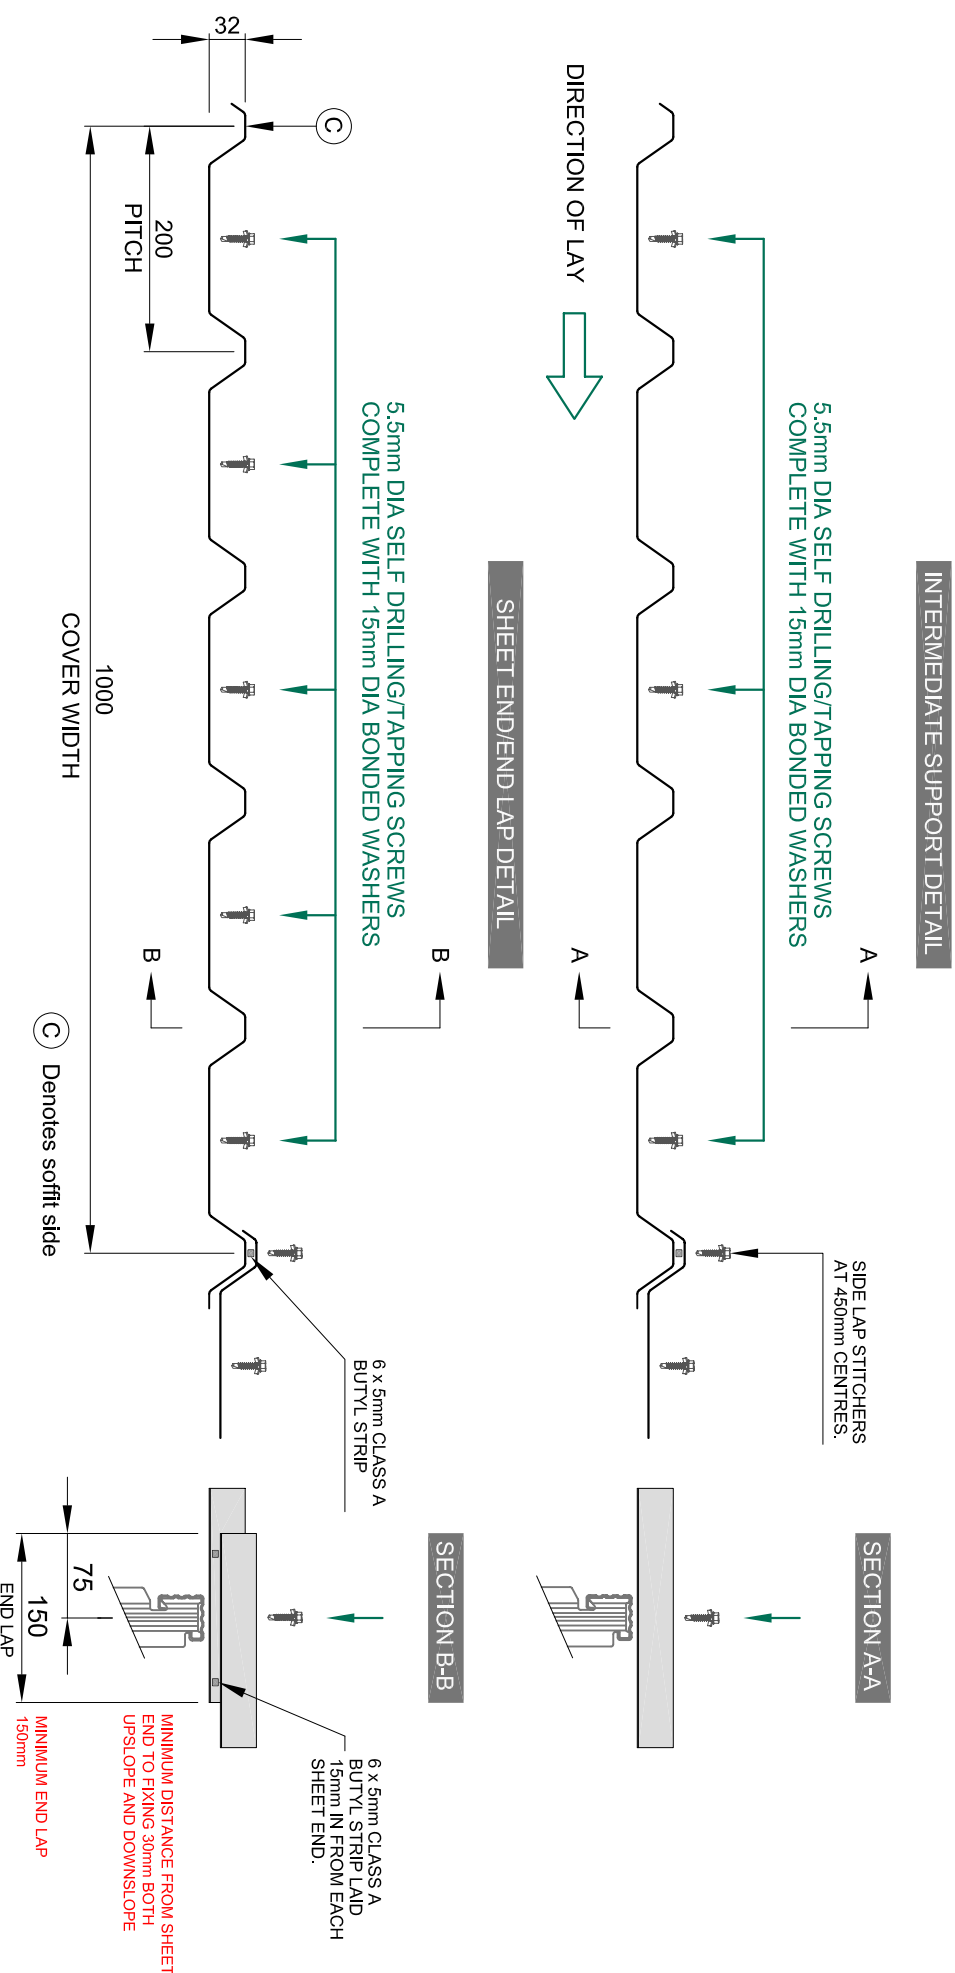 INTERMEDIATE SUPPORT DETAIL
5.5mm DIA SELF DRILLING/TAPPING SCREWS
COMPLETE WITH 15mm DIA BONDED WASHERS
A
A
SIDE LAP STITCHERS
AT 450mm CENTRES.
SECTION A-A
DIRECTION OF LAY
SHEET END/END LAP DETAIL
5.5mm DIA SELF DRILLING/TAPPING SCREWS
COMPLETE WITH 15mm DIA BONDED WASHERS
B
B
C
32
200
PITCH
1000
COVER WIDTH
C Denotes soffit side
6 x 5mm CLASS A
BUTYL STRIP
SECTION B-B
6 x 5mm CLASS A
BUTYL STRIP LAID
15mm IN FROM EACH
SHEET END.
75
150
END LAP
MINIMUM DISTANCE FROM SHEET
END TO FIXING 30mm BOTH
UPSLOPE AND DOWNSLOPE
MINIMUM END LAP
150mm